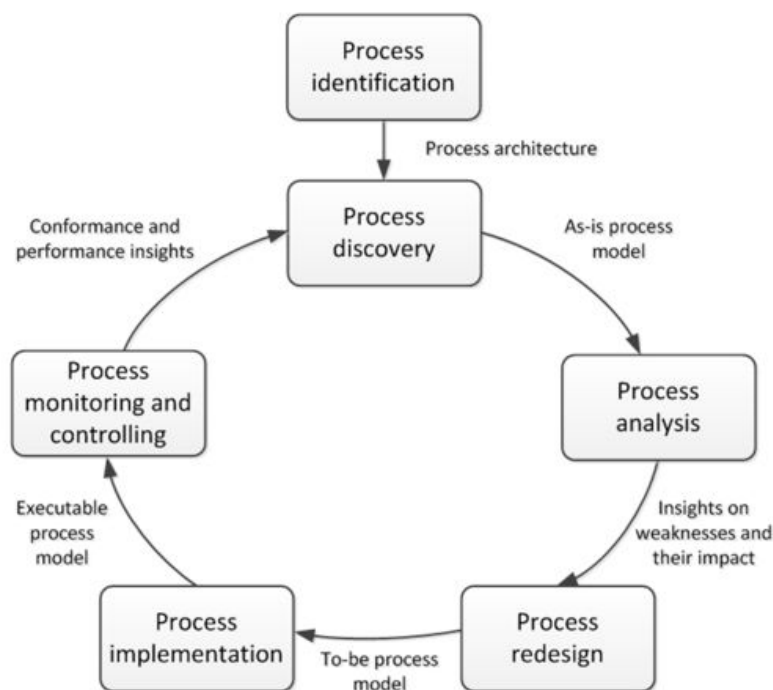 Process
identification
Process architecture
Process
discovery
As-is process
model
Process
analysis
Insights on
weaknesses and
their impact
Process
redesign
To-be process
model
Process
implementation
Executable
process
model
Process
monitoring and
controlling
Conformance and
performance insights